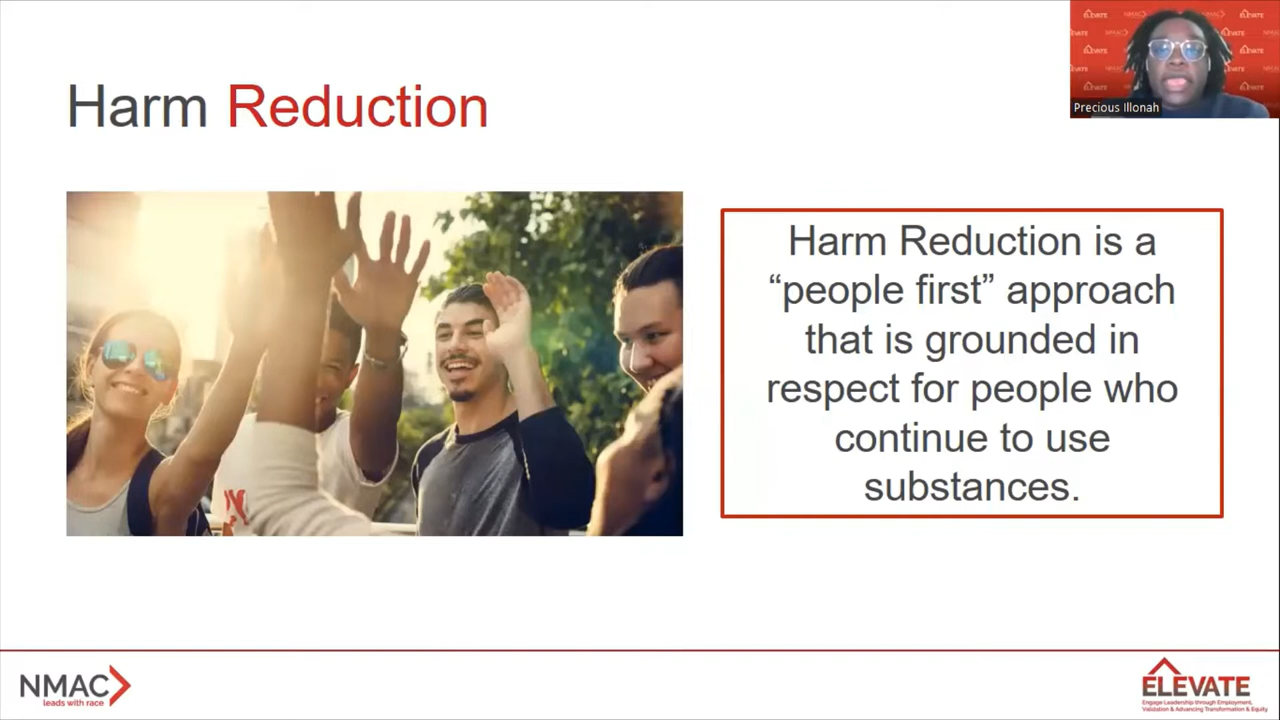 Harm Reduction
ELEVATE
Precious Illonah
Harm Reduction is a
“people first” approach
that is grounded in
respect for people who
continue to use
substances.
NMAC
leads with race
ELEVATE
Engage Leadership through Employment,
Validation & Advancing Transformation & Equity